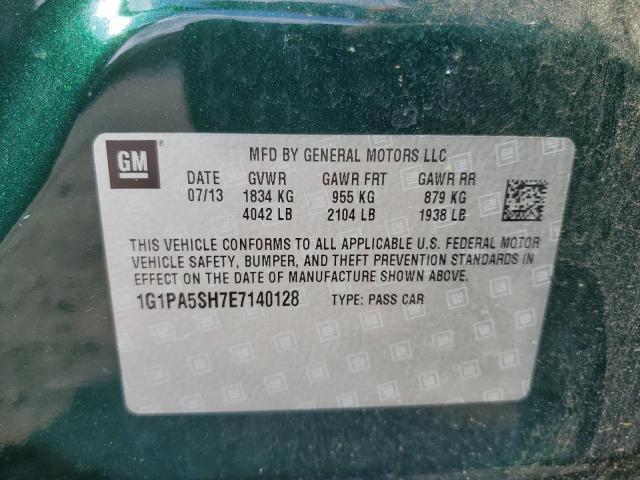 GM
MFD BY GENERAL MOTORS LLC
DATE GVWR GAWR FRT GAWR RR
07/13 1834 KG 955 KG 879 KG
4042 LB 2104 LB 1938 LB
THIS VEHICLE CONFORMS TO ALL APPLICABLE U.S. FEDERAL MOTOR
VEHICLE SAFETY, BUMPER, AND THEFT PREVENTION STANDARDS IN
EFFECT ON THE DATE OF MANUFACTURE SHOWN ABOVE.
1G1PA5SH7E7140128 TYPE: PASS CAR